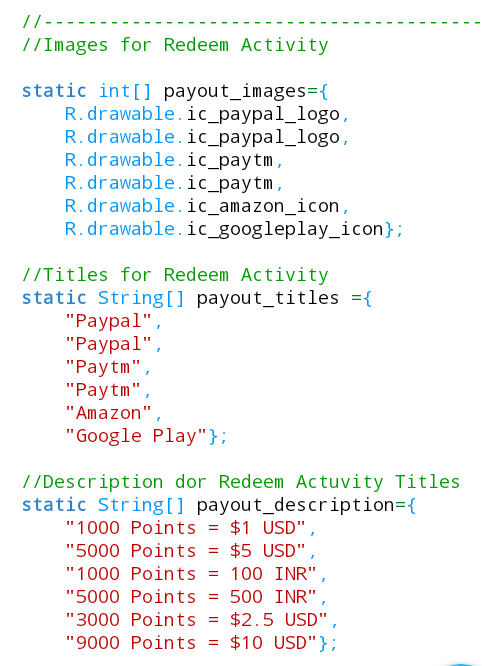 //----------------------------------------
//Images for Redeem Activity
static int[] payout_images={
R.drawable.ic_paypal_logo,
R.drawable.ic_paypal_logo,
R.drawable.ic_paytm,
R.drawable.ic_paytm,
R.drawable.ic_amazon_icon,
R.drawable.ic_googleplay_icon};
//Titles for Redeem Activity
static String[] payout_titles ={
"Paypal",
"Paypal",
"Paytm",
"Paytm",
"Amazon",
"Google Play"};
//Description dor Redeem Actuvity Titles
static String[] payout_description={
"1000 Points = $1 USD",
"5000 Points = $5 USD",
"1000 Points = 100 INR",
"5000 Points = 500 INR",
"3000 Points = $2.5 USD",
"9000 Points = $10 USD"};